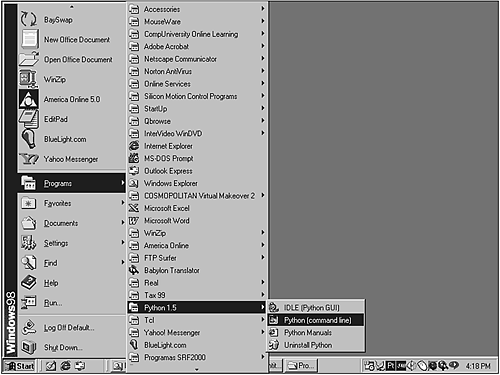 BaySwap
New Office Document
Open Office Document
WinZip
America Online 5.0
EditPad
BlueLight.com
Yahoo Messenger
Programs
Favorites
Documents
Settings
Find
Help
Run...
Log Off Default...
Shut Down...
Windows98
Accessories
MouseWare
CompUniversity Online Learning
Adobe Acrobat
Netscape Communicator
Norton AntiVirus
Online Services
Silicon Motion Control Programs
StartUp
Qbrowse
InterVideo WinDVD
Internet Explorer
MS-DOS Prompt
Outlook Express
Windows Explorer
COSMOPOLITAN Virtual Makeover 2
Microsoft Excel
Microsoft Word
WinZip
America Online
FTP Surfer
Babylon Translator
Real
Tax 99
Python 1.5
Tcl
Yahoo! Messenger
BlueLight.com
Programas SRF2000
IDLE (Python GUI)
Python (command line)
Python Manuals
Uninstall Python
Start
Pro...
4:18 PM